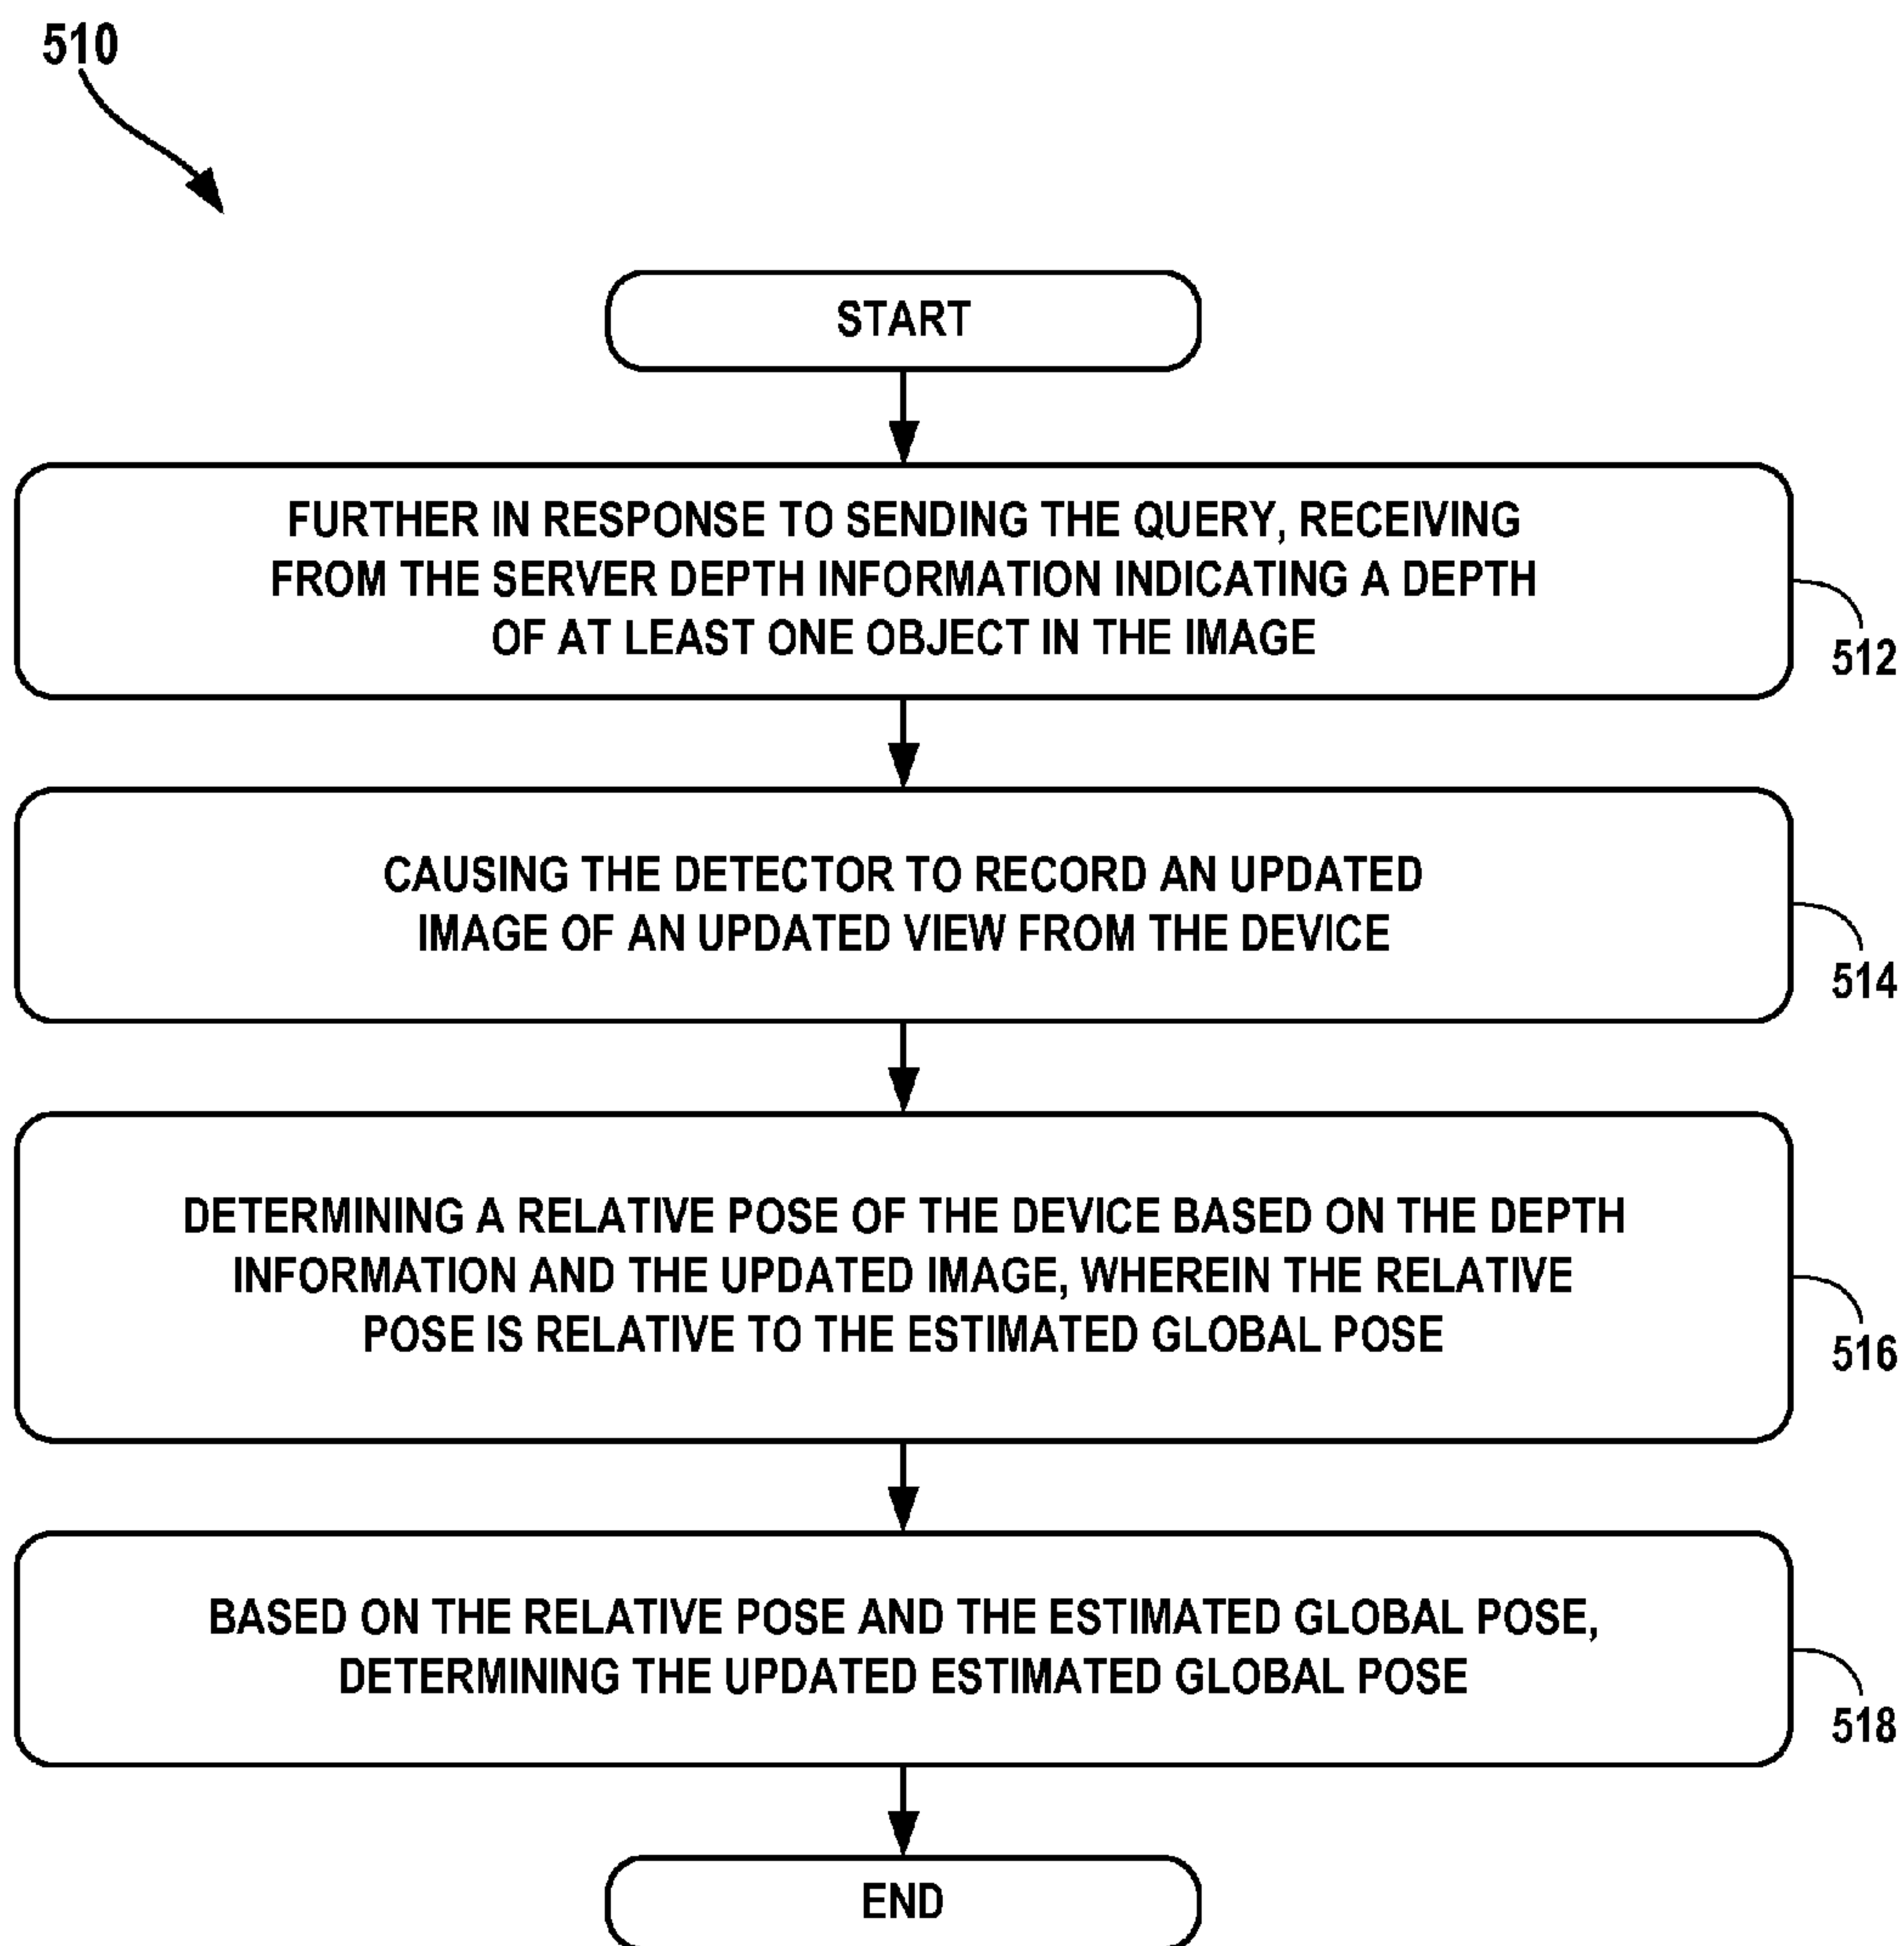 510
START
FURTHER IN RESPONSE TO SENDING THE QUERY, RECEIVING
FROM THE SERVER DEPTH INFORMATION INDICATING A DEPTH
OF AT LEAST ONE OBJECT IN THE IMAGE
512
CAUSING THE DETECTOR TO RECORD AN UPDATED
IMAGE OF AN UPDATED VIEW FROM THE DEVICE
514
DETERMINING A RELATIVE POSE OF THE DEVICE BASED ON THE DEPTH
INFORMATION AND THE UPDATED IMAGE, WHEREIN THE RELATIVE
POSE IS RELATIVE TO THE ESTIMATED GLOBAL POSE
516
BASED ON THE RELATIVE POSE AND THE ESTIMATED GLOBAL POSE,
DETERMINING THE UPDATED ESTIMATED GLOBAL POSE
518
END